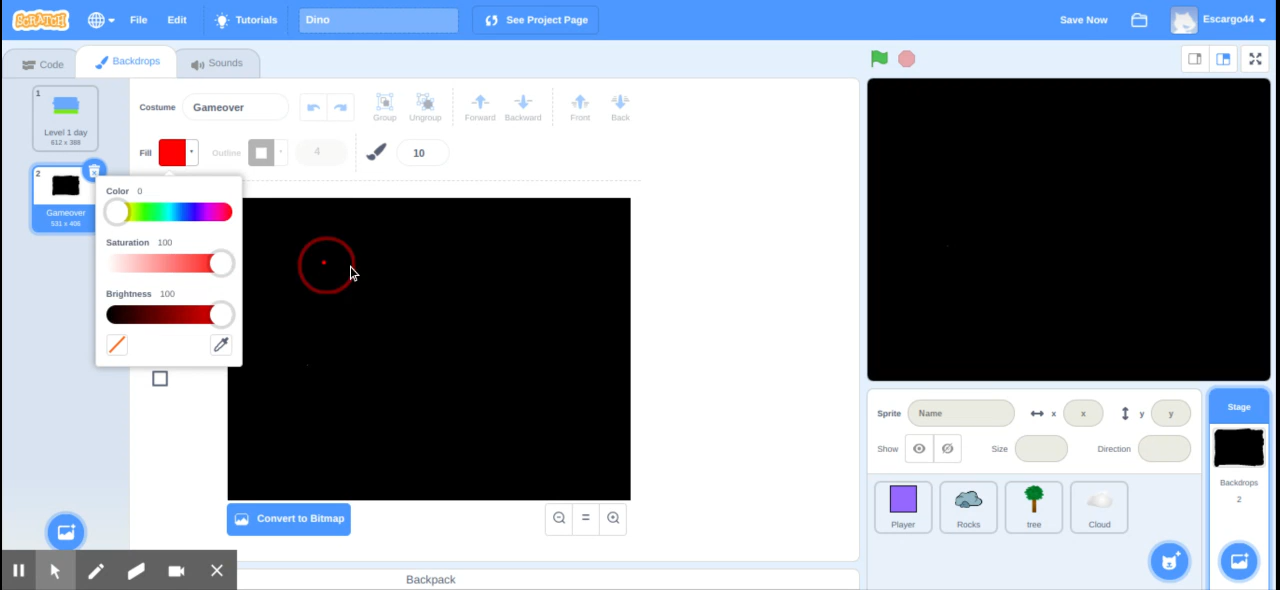 SCRATCH File Edit Tutorials Dino See Project Page Save Now Escargot44
Code Backdrops Sounds
1
Level 1 day
612 x 388
2
Gameover
531 x 406
Costume Gameover
Group Ungroup Forward Backward Front Back
Fill Outline 4 10
Color 0
Saturation 100
Brightness 100
Convert to Bitmap
Backpack
Sprite Name x x y y
Show Size Direction
Player Rocks tree Cloud
Stage
Backdrops
2